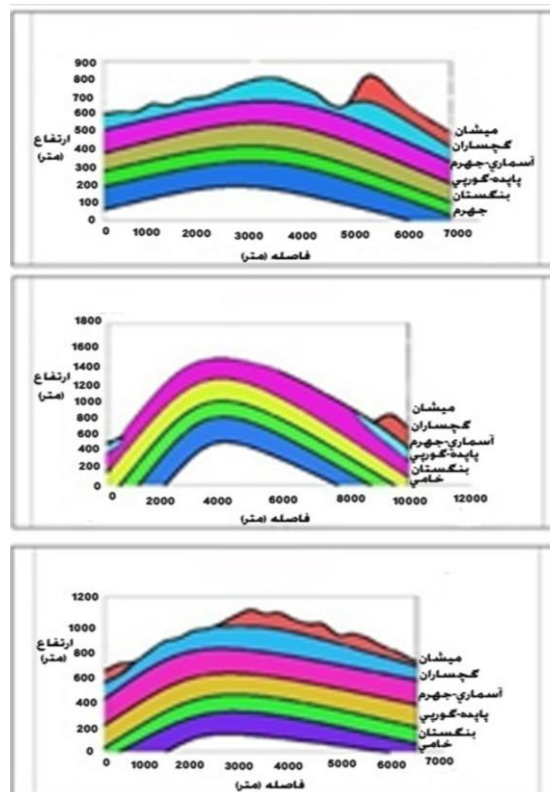 900
800
700
600
500
400
300
200
100
0
ارتفاع
(متر)
میشان
گچساران
آسماري-جهرم
پابده-گورپي
بنگستان
جهرم
0 1000 2000 3000 4000 5000 6000 7000
فاصله (متر)
1800
1600
1400
1200
1000
800
600
400
200
0
ارتفاع
(متر)
میشان
گچساران
آسماري-جهرم
پابده-گورپي
بنگستان
خامي
0 2000 4000 6000 8000 10000 12000
فاصله (متر)
1200
1000
800
600
400
200
0
ارتفاع
(متر)
میشان
گچساران
آسماري-جهرم
پابده-گورپي
بنگستان
خامي
0 1000 2000 3000 4000 5000 6000 7000
فاصله (متر)